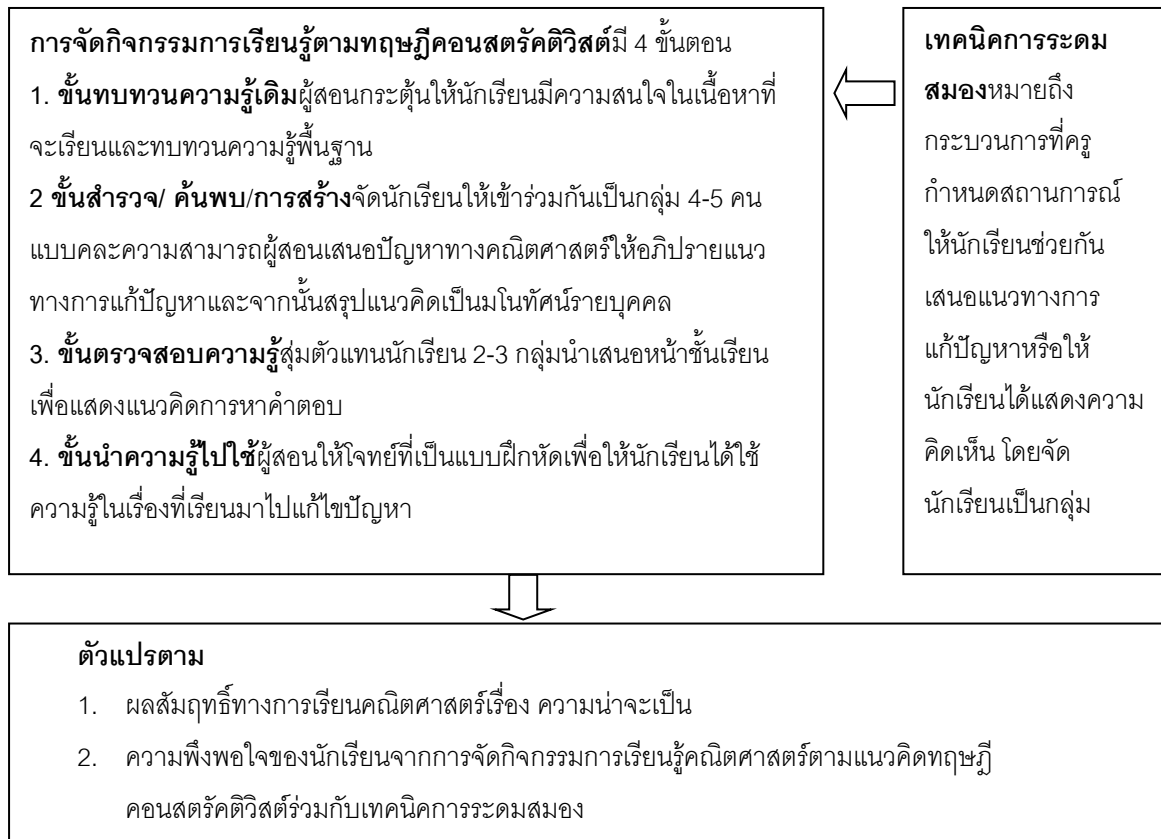 การจัดกิจกรรมการเรียนรู้ตามทฤษฎีคอนสตรัคติวิสต์มี 4 ขั้นตอน
1. ขั้นทบทวนความรู้เดิมผู้สอนกระตุ้นให้นักเรียนมีความสนใจในเนื้อหาที่
จะเรียนและทบทวนความรู้พื้นฐาน
2 ขั้นสำรวจ/ ค้นพบ/การสร้างจัดนักเรียนให้เข้าร่วมกันเป็นกลุ่ม 4-5 คน
แบบคละความสามารถผู้สอนเสนอปัญหาทางคณิตศาสตร์ให้อภิปรายแนว
ทางการแก้ปัญหาและจากนั้นสรุปแนวคิดเป็นมโนทัศน์รายบุคคล
3. ขั้นตรวจสอบความรู้สุ่มตัวแทนนักเรียน 2-3 กลุ่มนำเสนอหน้าชั้นเรียน
เพื่อแสดงแนวคิดการหาคำตอบ
4. ขั้นนำความรู้ไปใช้ผู้สอนให้โจทย์ที่เป็นแบบฝึกหัดเพื่อให้นักเรียนได้ใช้
ความรู้ในเรื่องที่เรียนมาไปแก้ไขปัญหา
เทคนิคการระดม
สมองหมายถึง
กระบวนการที่ครู
กำหนดสถานการณ์
ให้นักเรียนช่วยกัน
เสนอแนวทางการ
แก้ปัญหาหรือให้
นักเรียนได้แสดงความ
คิดเห็น โดยจัด
นักเรียนเป็นกลุ่ม
ตัวแปรตาม
1. ผลสัมฤทธิ์ทางการเรียนคณิตศาสตร์เรื่อง ความน่าจะเป็น
2. ความพึงพอใจของนักเรียนจากการจัดกิจกรรมการเรียนรู้คณิตศาสตร์ตามแนวคิดทฤษฎี
คอนสตรัคติวิสต์ร่วมกับเทคนิคการระดมสมอง